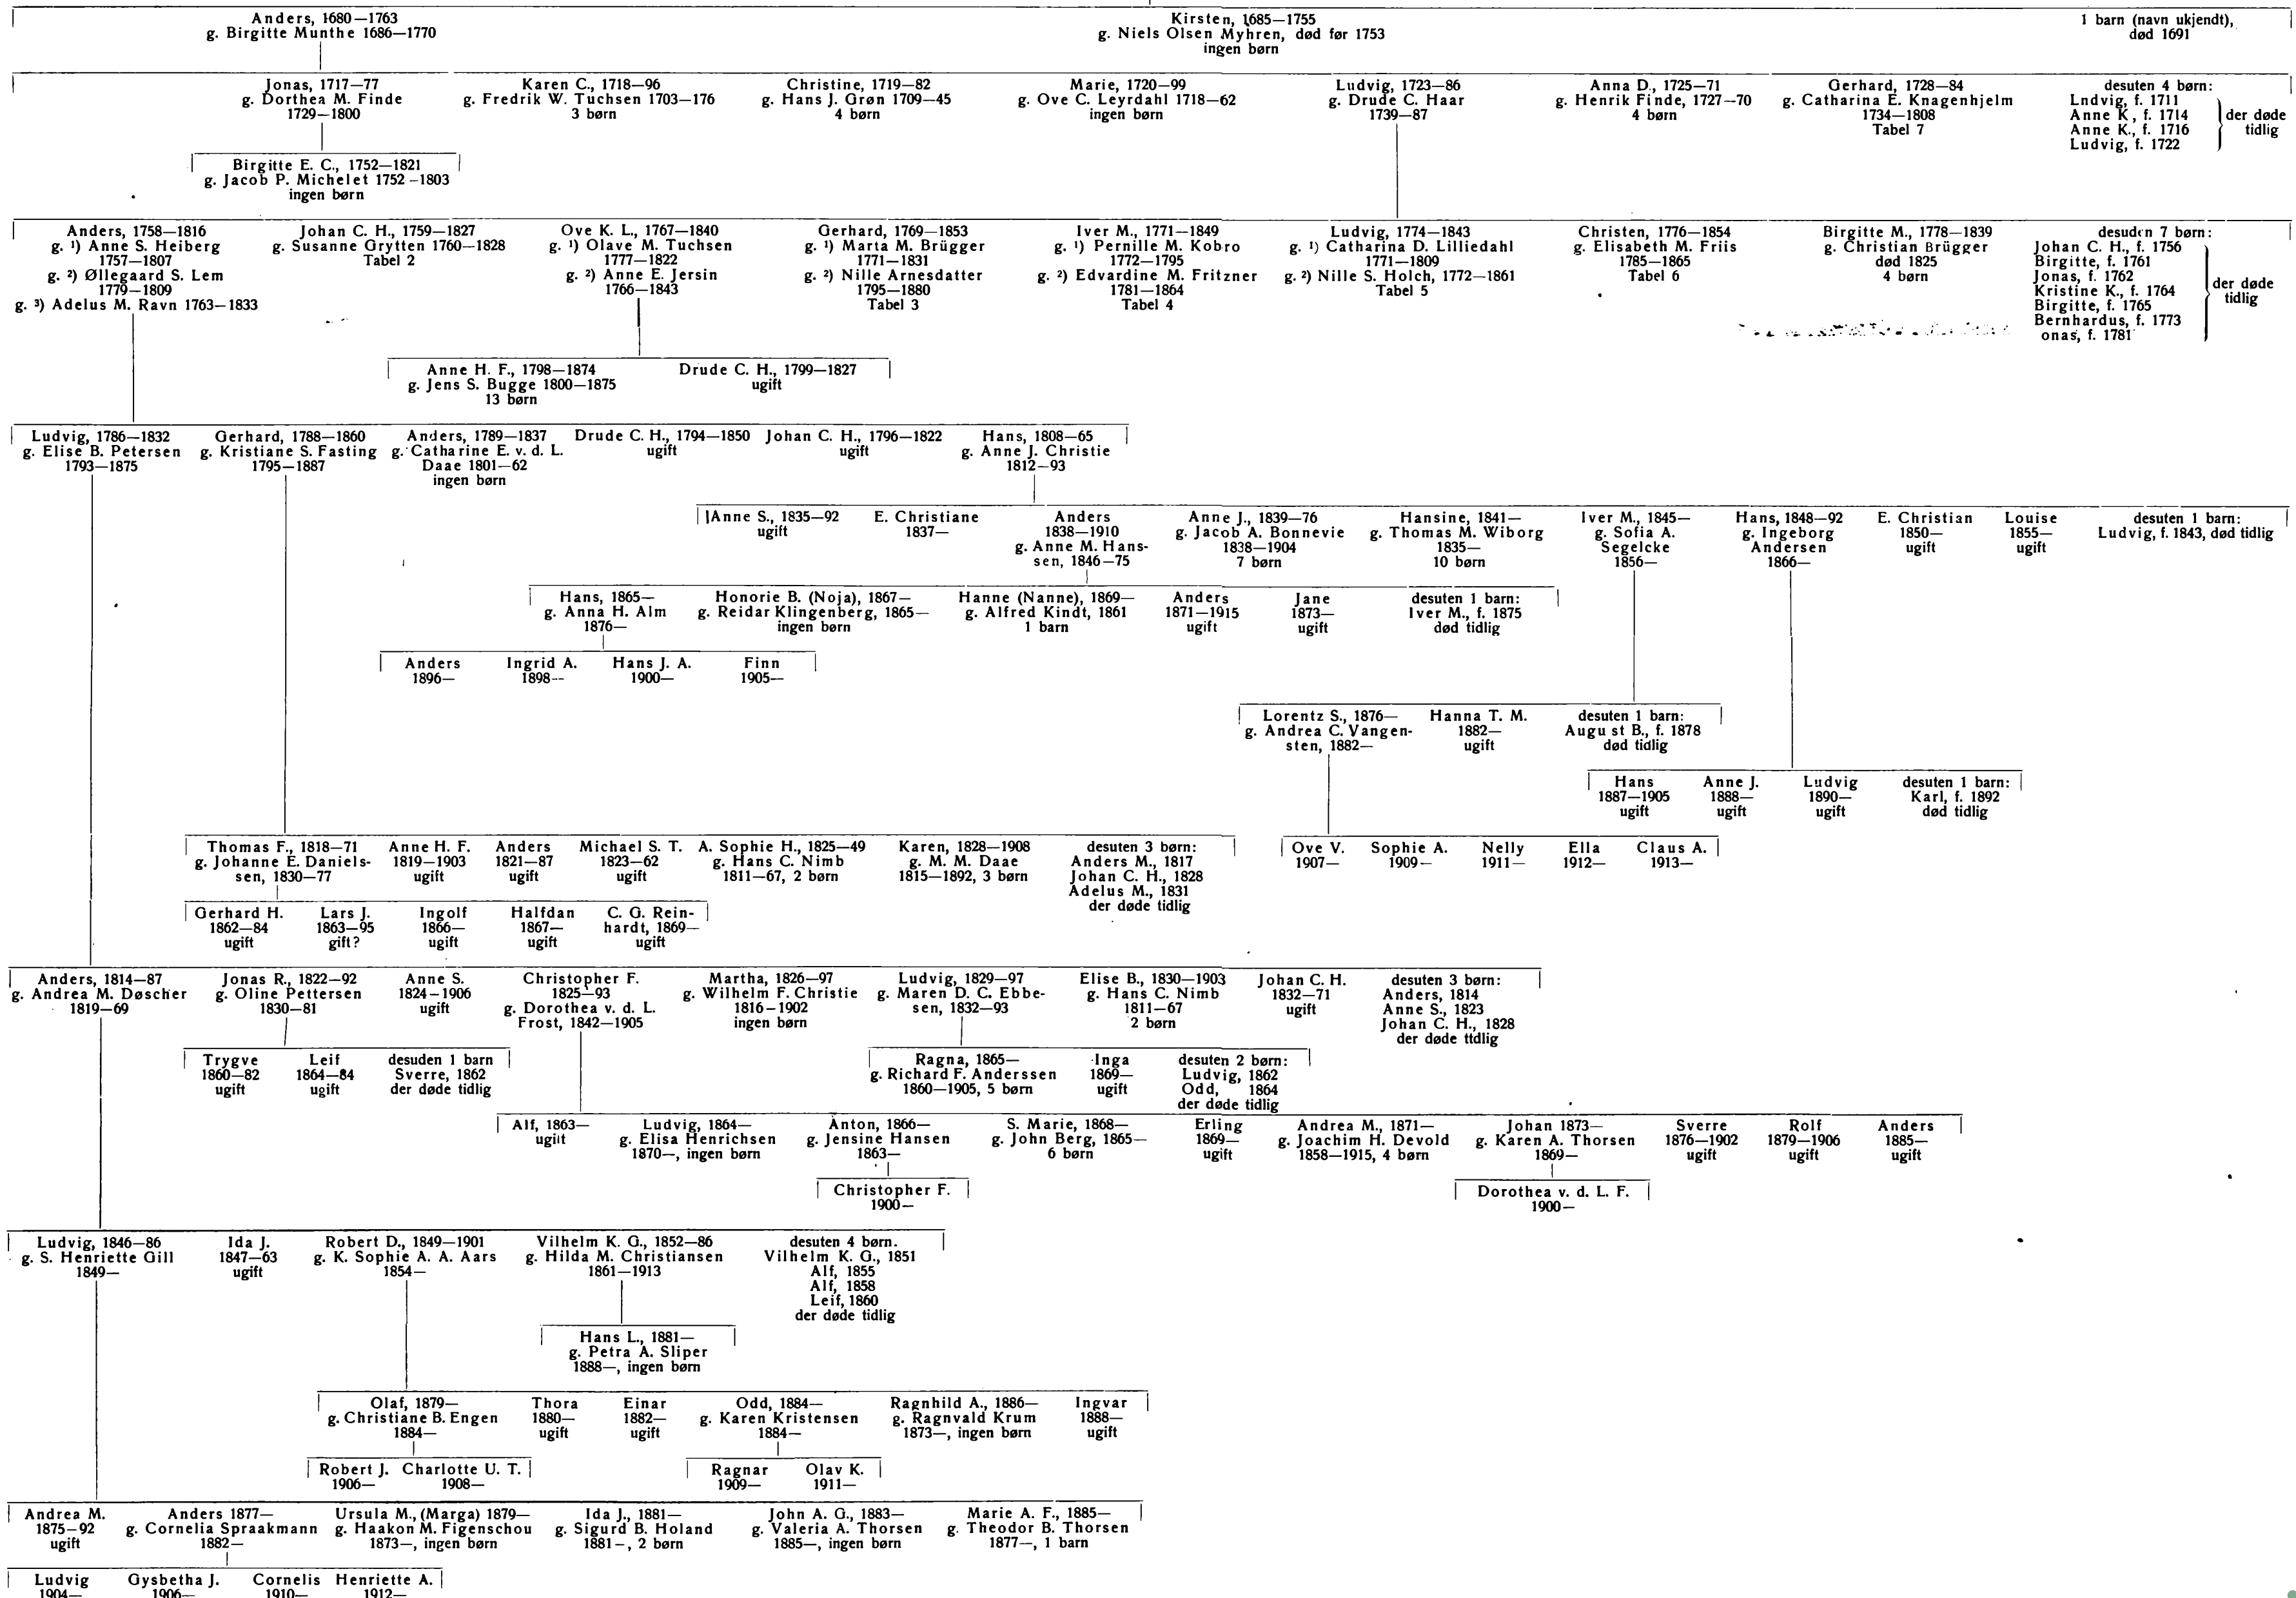 Anders, 1680—1763
g. Birgitte Munthe 1686—1770
Kirsten, 1685—1755
g. Niels Olsen Myhren, død før 1753
ingen børn
1 barn (navn ukjendt),
død 1691
Jonas, 1717—77
g. Dorthea M. Finde
1729—1800
Karen C., 1718—96
g. Fredrik W. Tuchsen 1703—176
3 børn
Christine, 1719—82
g. Hans J. Grøn 1709—45
4 børn
Marie, 1720—99
g. Ove C. Leyrdahl 1718—62
ingen børn
Ludvig, 1723—86
g. Drude C. Haar
1739—87
Anna D., 1725—71
g. Henrik Finde, 1727—70
4 børn
Gerhard, 1728—84
g. Catharina E. Knagenhjelm
1734—1808
Tabel 7
desuten 4 børn:
Lndvig, f. 1711
Anne K, f. 1714
Anne K., f. 1716
Ludvig, f. 1722
der døde
tidlig
Birgitte E. C., 1752—1821
g. Jacob P. Michelet 1752—1803
ingen børn
Anders, 1758—1816
g. ¹) Anne S. Heiberg
1757—1807
g. ²) Øllegaard S. Lem
1779—1809
g. ³) Adelus M. Ravn 1763—1833
Johan C. H., 1759—1827
g. Susanne Grytten 1760—1828
Tabel 2
Ove K. L., 1767—1840
g. ¹) Olave M. Tuchsen
1777—1822
g. ²) Anne E. Jersin
1766—1843
Gerhard, 1769—1853
g. ¹) Marta M. Brügger
1771—1831
g. ²) Nille Arnesdatter
1795—1880
Tabel 3
Iver M., 1771—1849
g. ¹) Pernille M. Kobro
1772—1795
g. ²) Edvardine M. Fritzner
1781—1864
Tabel 4
Ludvig, 1774—1843
g. ¹) Catharina D. Lilliedahl
1771—1809
g. ²) Nille S. Holch, 1772—1861
Tabel 5
Christen, 1776—1854
g. Elisabeth M. Friis
1785—1865
Tabel 6
Birgitte M., 1778—1839
g. Christian Brügger
død 1825
4 børn
desuden 7 børn:
Johan C. H., f. 1756
Birgitte, f. 1761
Jonas, f. 1762
Kristine K., f. 1764
Birgitte, f. 1765
Bernhardus, f. 1773
onas, f. 1781
der døde
tidlig
Anne H. F., 1798—1874
g. Jens S. Bugge 1800—1875
13 børn
Drude C. H., 1799—1827
ugift
Ludvig, 1786—1832
g. Elise B. Petersen
1793—1875
Gerhard, 1788—1860
g. Kristiane S. Fasting
1795—1887
Anders, 1789—1837
g. Catharine E. v. d. L.
Daae 1801—62
ingen børn
Drude C. H., 1794—1850
ugift
Johan C. H., 1796—1822
ugift
Hans, 1808—65
g. Anne J. Christie
1812—93
Anne S., 1835—92
ugift
E. Christiane
1837—
Anders
1838—1910
g. Anne M. Hans-
sen, 1846—75
Anne J., 1839—76
g. Jacob A. Bonnevie
1838—1904
7 børn
Hansine, 1841—
g. Thomas M. Wiborg
1835—
10 børn
Iver M., 1845—
g. Sofia A.
Segelcke
1856—
Hans, 1848—92
g. Ingeborg
Andersen
1866—
E. Christian
1850—
ugift
Louise
1855—
ugift
desuten 1 barn:
Ludvig, f. 1843, død tidlig
Hans, 1865—
g. Anna H. Alm
1876—
Honorie B. (Noja), 1867—
g. Reidar Klingenberg, 1865—
ingen børn
Hanne (Nanne), 1869—
g. Alfred Kindt, 1861
1 barn
Anders
1871—1915
ugift
Jane
1873—
ugift
desuten 1 barn:
Iver M., f. 1875
død tidlig
Anders
1896—
Ingrid A.
1898—
Hans J. A.
1900—
Finn
1905—
Lorentz S., 1876—
g. Andrea C. Vangen-
sten, 1882—
Hanna T. M.
1882—
ugift
desuten 1 barn:
August B., f. 1878
død tidlig
Hans
1887—1905
ugift
Anne J.
1888—
ugift
Ludvig
1890—
ugift
desuten 1 barn:
Karl, f. 1892
død tidlig
Thomas F., 1818—71
g. Johanne E. Daniels-
sen, 1830—77
Anne H. F.
1819—1903
ugift
Anders
1821—87
ugift
Michael S. T.
1823—62
ugift
A. Sophie H., 1825—49
g. Hans C. Nimb
1811—67, 2 børn
Karen, 1828—1908
g. M. M. Daae
1815—1892, 3 børn
desuten 3 børn:
Anders M., 1817
Johan C. H., 1828
Adelus M., 1831
der døde tidlig
Ove V.
1907—
Sophie A.
1909—
Nelly
1911—
Ella
1912—
Claus A.
1913—
Gerhard H.
1862—84
ugift
Lars J.
1863—95
gift?
Ingolf
1866—
ugift
Halfdan
1867—
ugift
C. G. Rein-
hardt, 1869—
ugift
Anders, 1814—87
g. Andrea M. Døscher
1819—69
Jonas R., 1822—92
g. Oline Pettersen
1830—81
Anne S.
1824—1906
ugift
Christopher F.
1825—93
g. Dorothea v. d. L.
Frost, 1842—1905
Martha, 1826—97
g. Wilhelm F. Christie
1816—1902
ingen børn
Ludvig, 1829—97
g. Maren D. C. Ebbe-
sen, 1832—93
Elise B., 1830—1903
g. Hans C. Nimb
1811—67
2 børn
Johan C. H.
1832—71
ugift
desuten 3 børn:
Anders, 1814
Anne S., 1823
Johan C. H., 1828
der døde ttdlig
Trygve
1860—82
ugift
Leif
1864—84
ugift
desuden 1 barn
Sverre, 1862
der døde tidlig
Ragna, 1865—
g. Richard F. Anderssen
1860—1905, 5 børn
Inga
1869—
ugift
desuten 2 børn:
Ludvig, 1862
Odd, 1864
der døde tidlig
Alf, 1863—
ugift
Ludvig, 1864—
g. Elisa Henrichsen
1870—, ingen børn
Anton, 1866—
g. Jensine Hansen
1863—
S. Marie, 1868—
g. John Berg, 1865—
6 børn
Erling
1869—
ugift
Andrea M., 1871—
g. Joachim H. Devold
1858—1915, 4 børn
Johan 1873—
g. Karen A. Thorsen
1869—
Sverre
1876—1902
ugift
Rolf
1879—1906
ugift
Anders
1885—
ugift
Christopher F.
1900—
Dorothea v. d. L. F.
1900—
Ludvig, 1846—86
g. S. Henriette Gill
1849—
Ida J.
1847—63
ugift
Robert D., 1849—1901
g. K. Sophie A. A. Aars
1854—
Vilhelm K. G., 1852—86
g. Hilda M. Christiansen
1861—1913
desuten 4 børn.
Vilhelm K. G., 1851
Alf, 1855
Alf, 1858
Leif, 1860
der døde tidlig
Hans L., 1881—
g. Petra A. Sliper
1888—, ingen børn
Olaf, 1879—
g. Christiane B. Engen
1884—
Thora
1880—
ugift
Einar
1882—
ugift
Odd, 1884—
g. Karen Kristensen
1884—
Ragnhild A., 1886—
g. Ragnvald Krum
1873—, ingen børn
Ingvar
1888—
ugift
Robert J.
1906—
Charlotte U. T.
1908—
Ragnar
1909—
Olav K.
1911—
Andrea M.
1875—92
ugift
Anders 1877—
g. Cornelia Spraakmann
1882—
Ursula M., (Marga) 1879—
g. Haakon M. Figenschou
1873—, ingen børn
Ida J., 1881—
g. Sigurd B. Holand
1881—, 2 børn
John A. G., 1883—
g. Valeria A. Thorsen
1885—, ingen børn
Marie A. F., 1885—
g. Theodor B. Thorsen
1877—, 1 barn
Ludvig
1904—
Gysbetha J.
1906—
Cornelis
1910—
Henriette A.
1912—